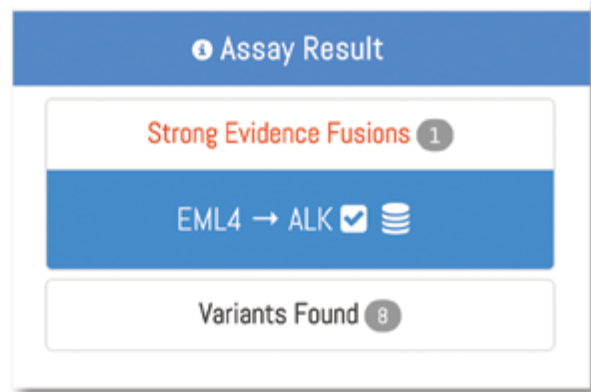 Assay Result
Strong Evidence Fusions 1
EML4 → ALK
Variants Found 8